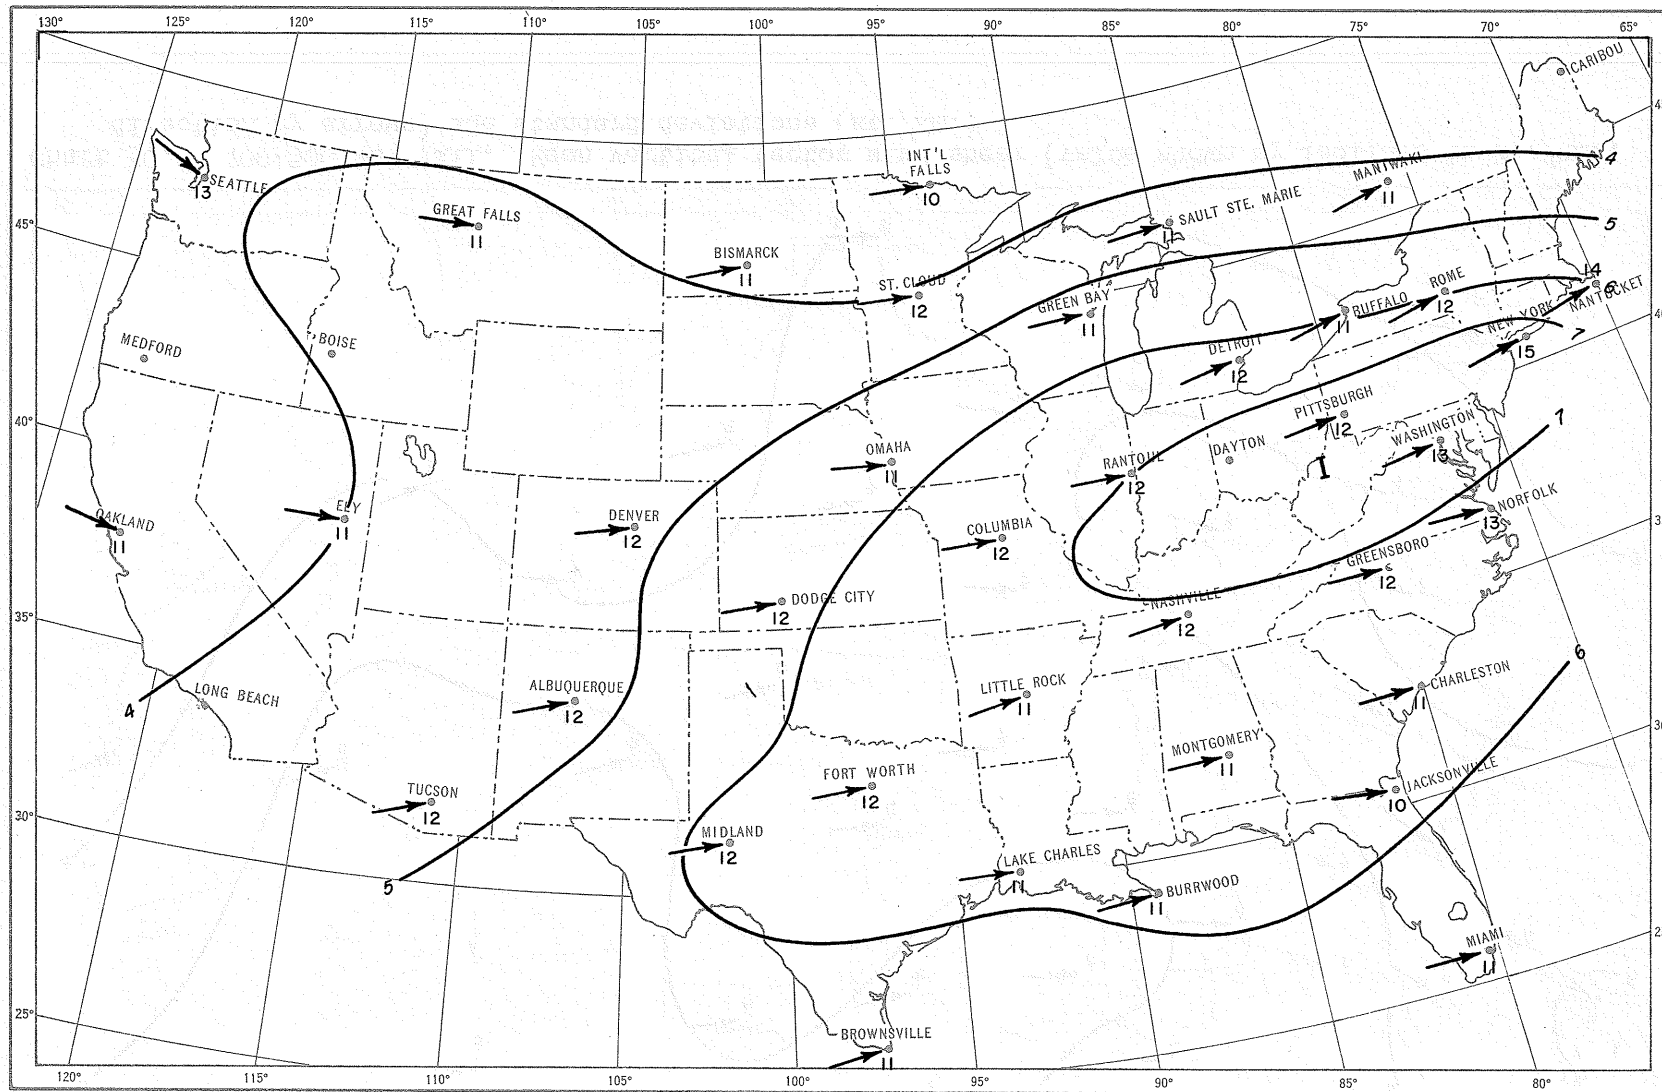 130° 125° 120° 115° 110° 105° 100° 95° 90° 85° 80° 75° 70° 65°
CARIBOU
4
INT'L
FALLS
10
MANIWAKI
11
SEATTLE
13
SAULT STE. MARIE
11
GREAT FALLS
11
45°
5
BISMARCK
11
ST. CLOUD
12
GREEN BAY
11
BUFFALO
11
ROME
12
14
6
NANTUCKET
NEW YORK
15
7
MEDFORD
BOISE
DETROIT
12
40°
PITTSBURGH
12
WASHINGTON
13
7
OMAHA
11
RANTOUL
12
DAYTON
I
OAKLAND
11
ELY
11
DENVER
12
COLUMBIA
12
NORFOLK
13
GREENSBORO
12
DODGE CITY
12
NASHVILLE
12
35°
6
LONG BEACH
4
ALBUQUERQUE
12
LITTLE ROCK
11
CHARLESTON
11
MONTGOMERY
11
FORT WORTH
12
JACKSONVILLE
10
TUCSON
12
30°
MIDLAND
12
LAKE CHARLES
11
BURRWOOD
11
5
MIAMI
11
25°
BROWNSVILLE
11
120° 115° 110° 105° 100° 95° 90° 85° 80°